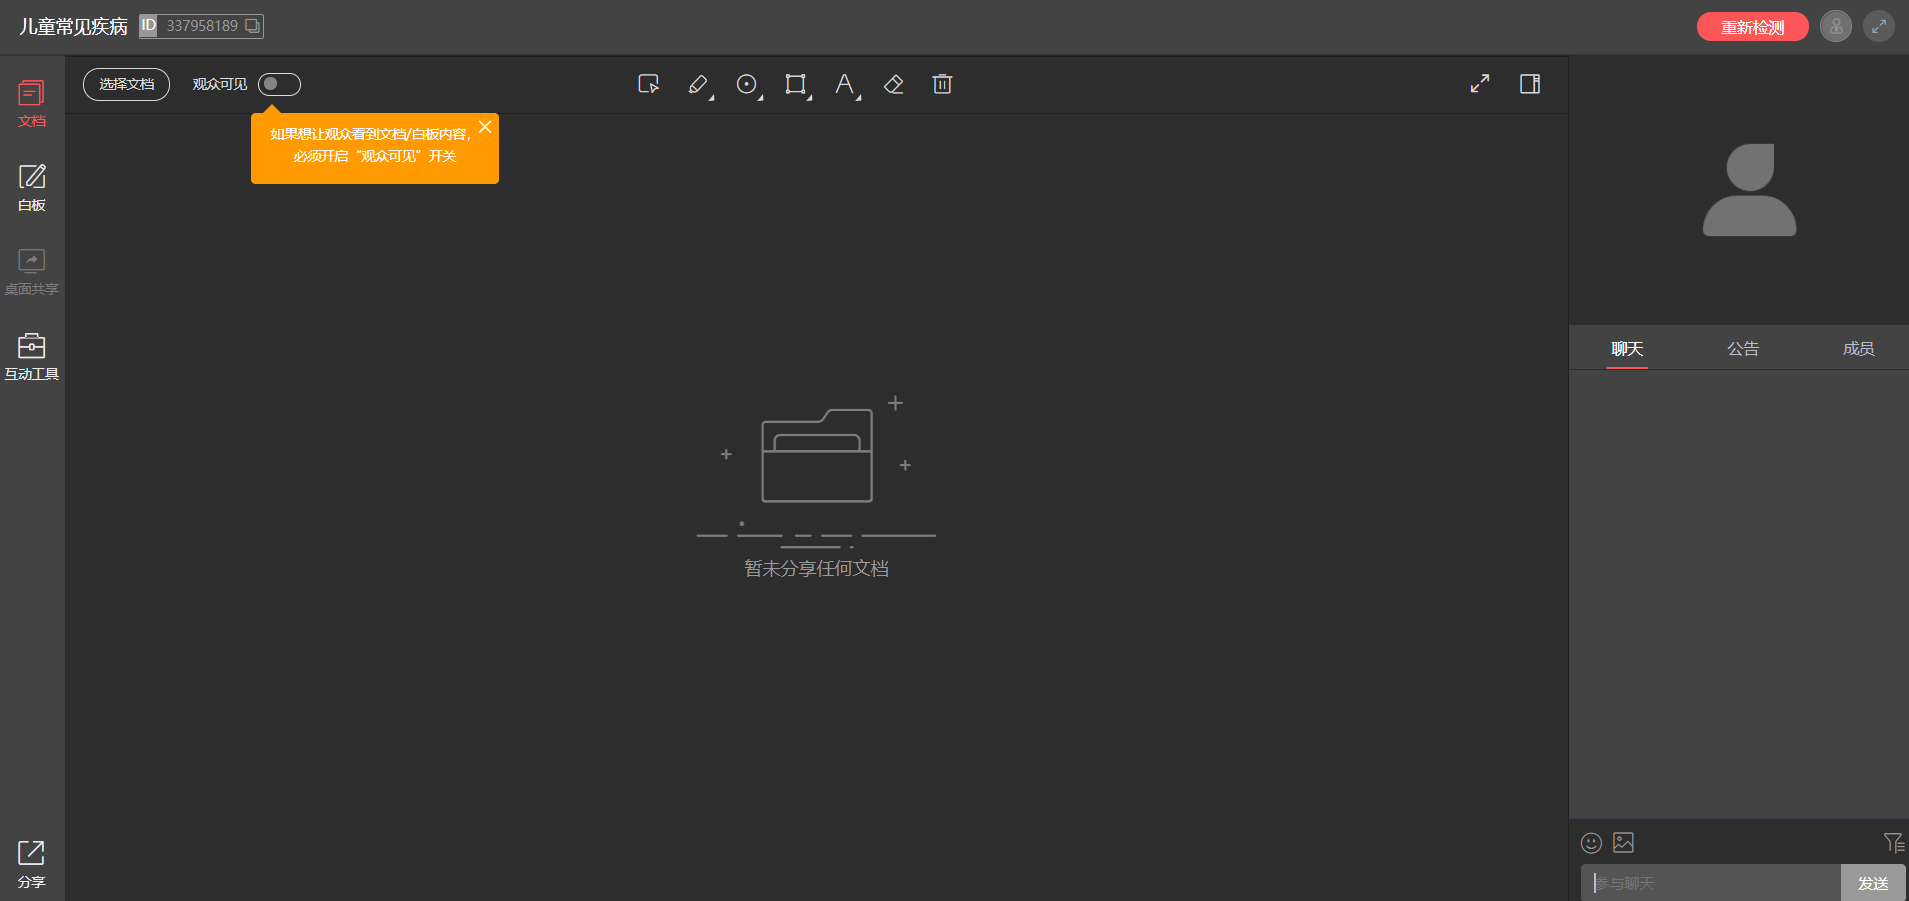 儿童常见疾病
ID 337958189
重新检测
文档
白板
桌面共享
互动工具
分享
选择文档
观众可见
如果想让观众看到文档/白板内容，
必须开启“观众可见”开关
暂未分享任何文档
聊天
公告
成员
参与聊天
发送